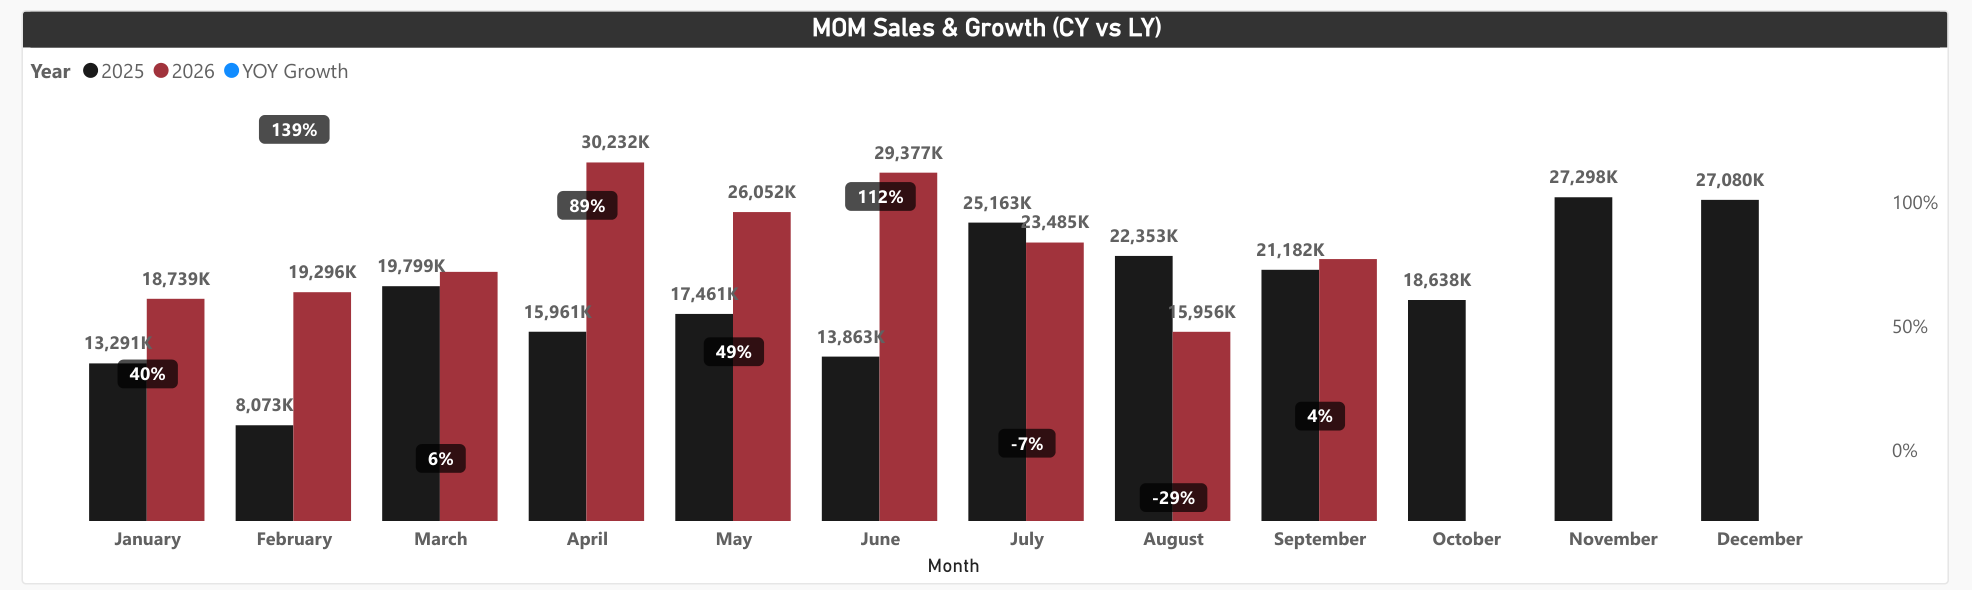 MOM Sales & Growth (CY vs LY)
Year 2025 2026 YOY Growth
139%
30,232K
29,377K
26,052K
89%
112%
25,163K
23,485K
27,298K
27,080K
100%
22,353K
21,182K
18,739K
19,296K
19,799K
18,638K
15,961K
17,461K
15,956K
50%
13,291K
13,863K
49%
40%
8,073K
4%
6%
-7%
0%
-29%
January February March April May June July August September October November December
Month